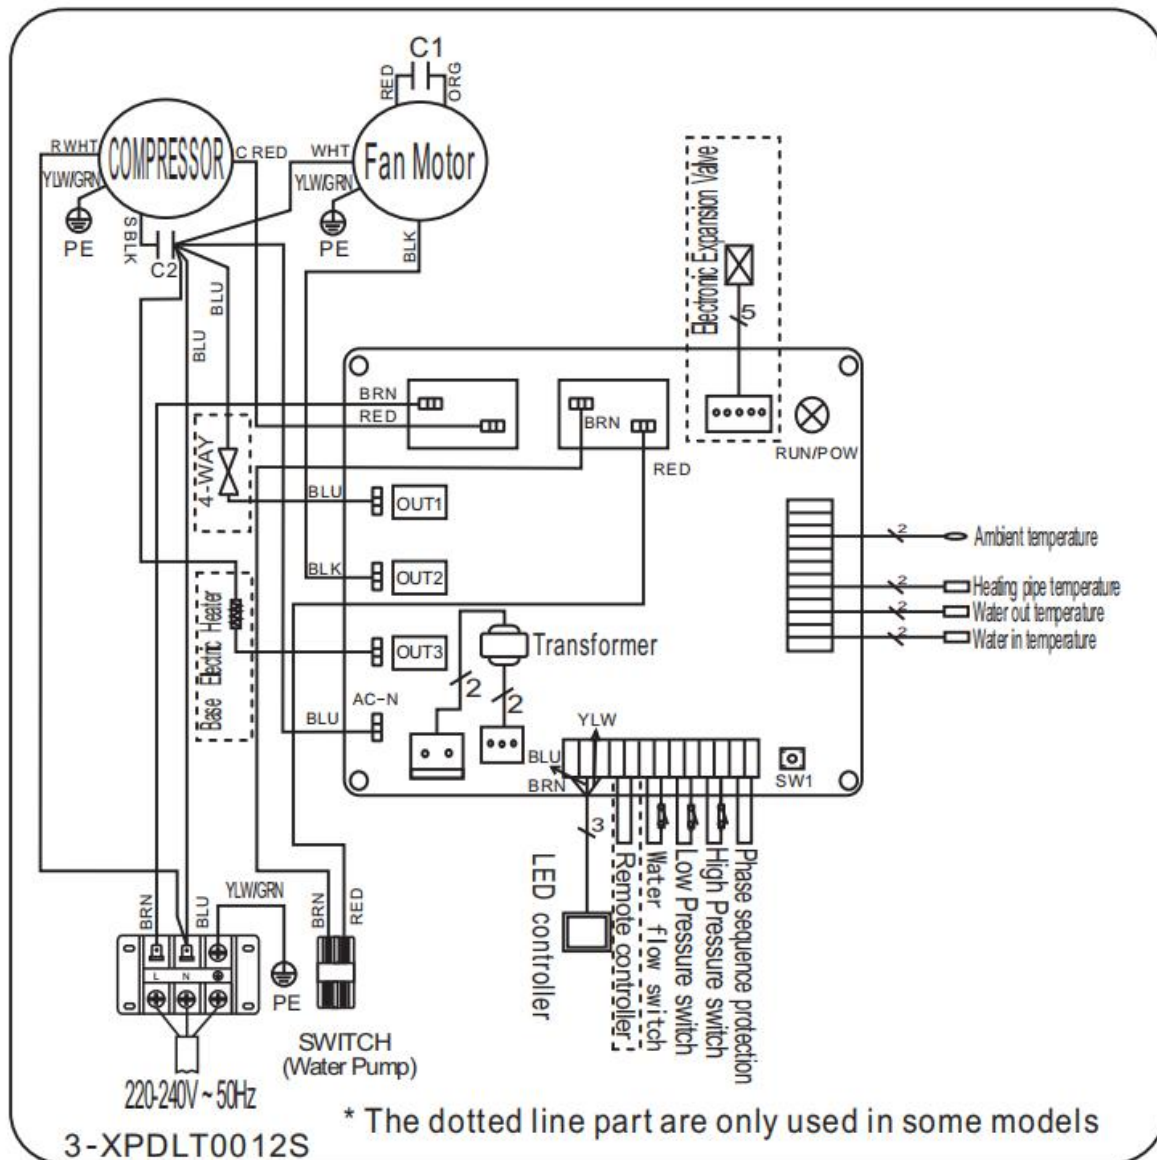 C1
RED
ORG
R WHT
COMPRESSOR
C RED
WHT
Fan Motor
YLW/GRN
YLW/GRN
PE
S BLK
C2
PE
BLK
BLU
BLU
Electronic Expansion Valve
5
BRN
RED
BRN
RED
RUN/POW
4-WAY
BLU
OUT1
BLK
OUT2
Base Electric Heater
OUT3
Transformer
2
2
AC-N
BLU
2
Ambient temperature
2
Heating pipe temperature
2
Water out temperature
2
Water in temperature
YLW
BLU
BRN
SW1
3
LED controller
Remote controller
Water flow switch
Low Pressure switch
High Pressure switch
Phase sequence protection
BRN
BLU
YLW/GRN
BRN
RED
L
N
PE
SWITCH
(Water Pump)
220-240V ~ 50Hz
* The dotted line part are only used in some models
3-XPDLT0012S